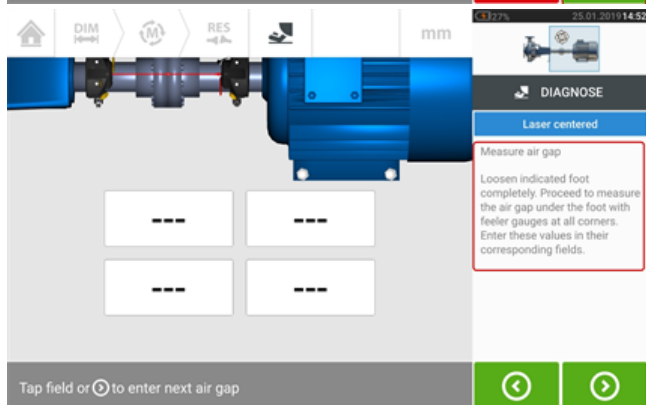 27% 25.01.2019 14:52
DIM M RES mm
DIAGNOSE
Laser centered
Measure air gap
Loosen indicated foot
completely. Proceed to measure
the air gap under the foot with
feeler gauges at all corners.
Enter these values in their
corresponding fields.
--- ---
--- ---
Tap field or to enter next air gap